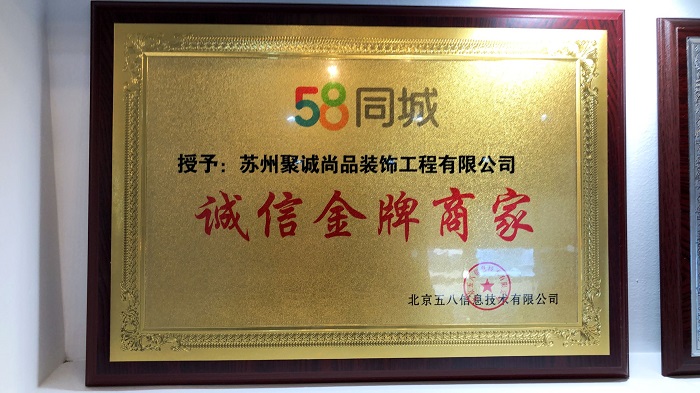 58同城
授予：苏州聚诚尚品装饰工程有限公司
诚信金牌商家
北京五八信息技术有限公司